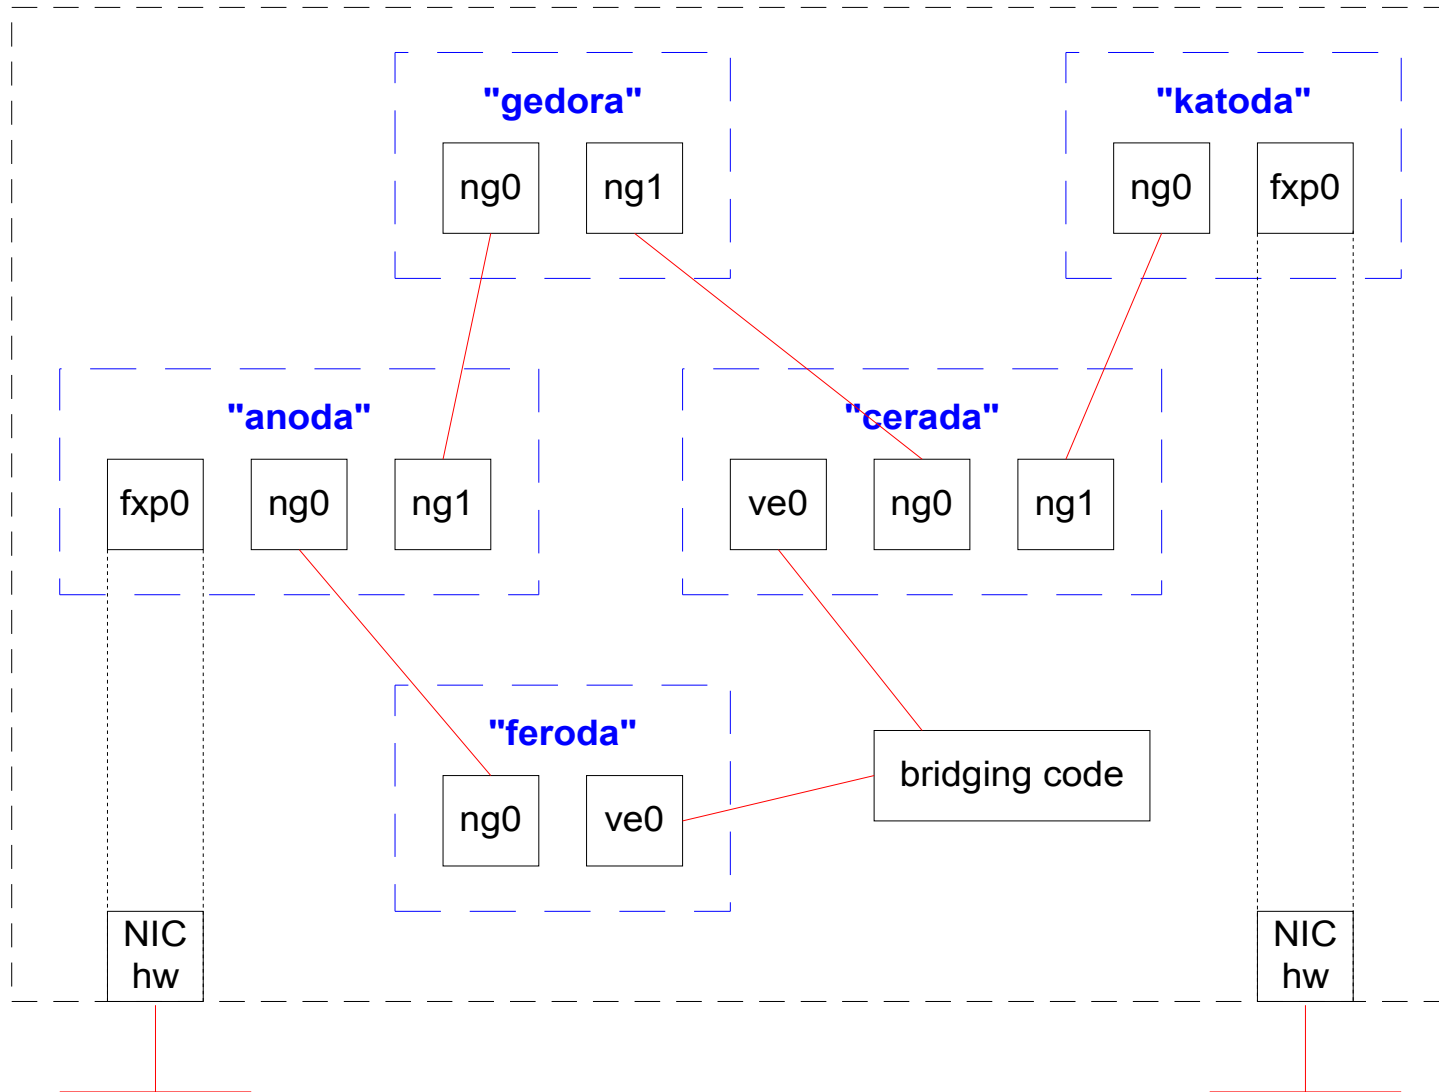 "gedora"
ng0 ng1
"katoda"
ng0 fxp0
"anoda"
fxp0 ng0 ng1
"cerada"
ve0 ng0 ng1
"feroda"
ng0 ve0
bridging code
NIC
hw
NIC
hw